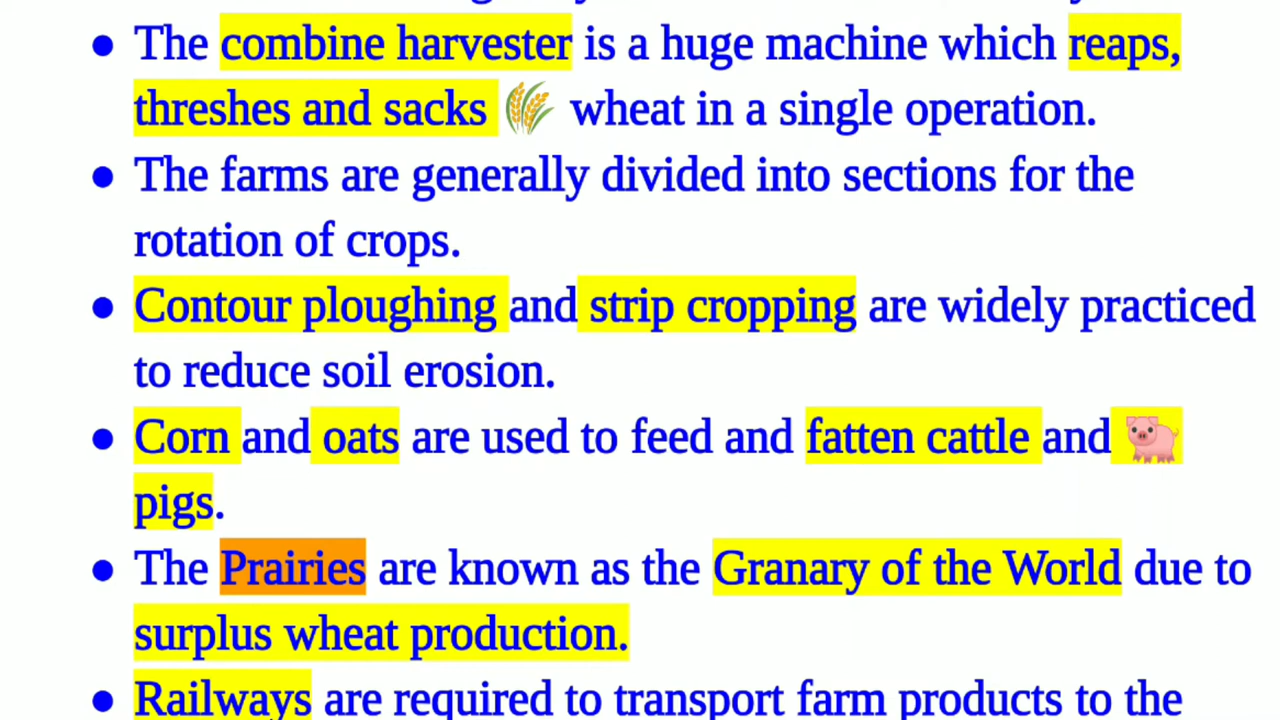 ● The combine harvester is a huge machine which reaps,
threshes and sacks 🌾 wheat in a single operation.
● The farms are generally divided into sections for the
rotation of crops.
● Contour ploughing and strip cropping are widely practiced
to reduce soil erosion.
● Corn and oats are used to feed and fatten cattle and 🐖
pigs.
● The Prairies are known as the Granary of the World due to
surplus wheat production.
● Railways are required to transport farm products to the